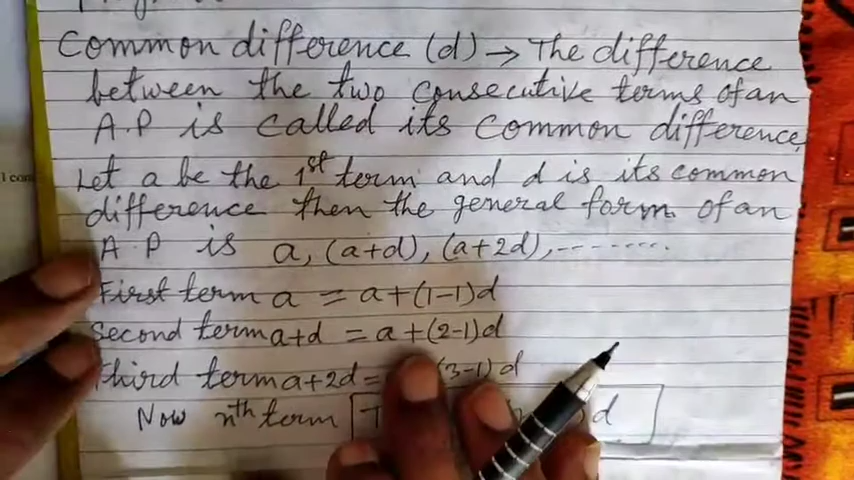 Common difference (d) → The difference
between the two consecutive terms of an
A.P is called its common difference.
Let a be the 1st term and d is its common
difference then the general form of an
A.P is a, (a+d), (a+2d), --------
First term a = a+(1-1)d
Second term a+d = a+(2-1)d
Third term a+2d = (3-1)d
Now nth term T d